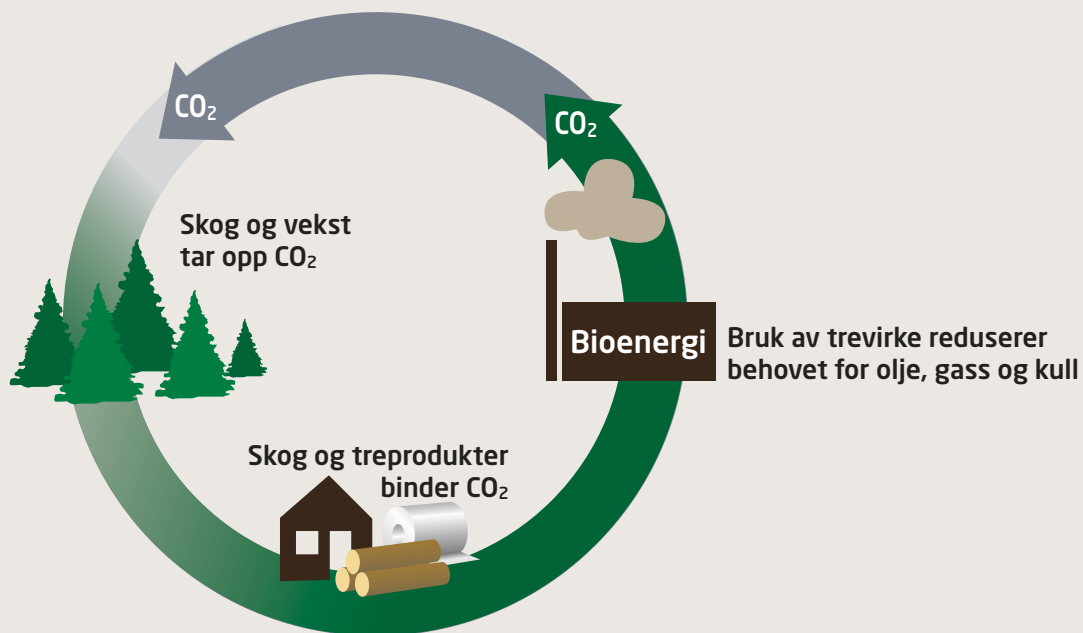 CO₂
CO₂
Skog og vekst
tar opp CO₂
Bioenergi
Bruk av trevirke reduserer
behovet for olje, gass og kull
Skog og treprodukter
binder CO₂